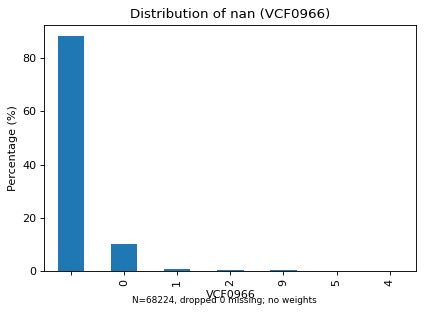 Distribution of nan (VCF0966)
Percentage (%)
80
60
40
20
0
0 1 2 9 5 4
VCF0966
N=68224, dropped 0 missing; no weights